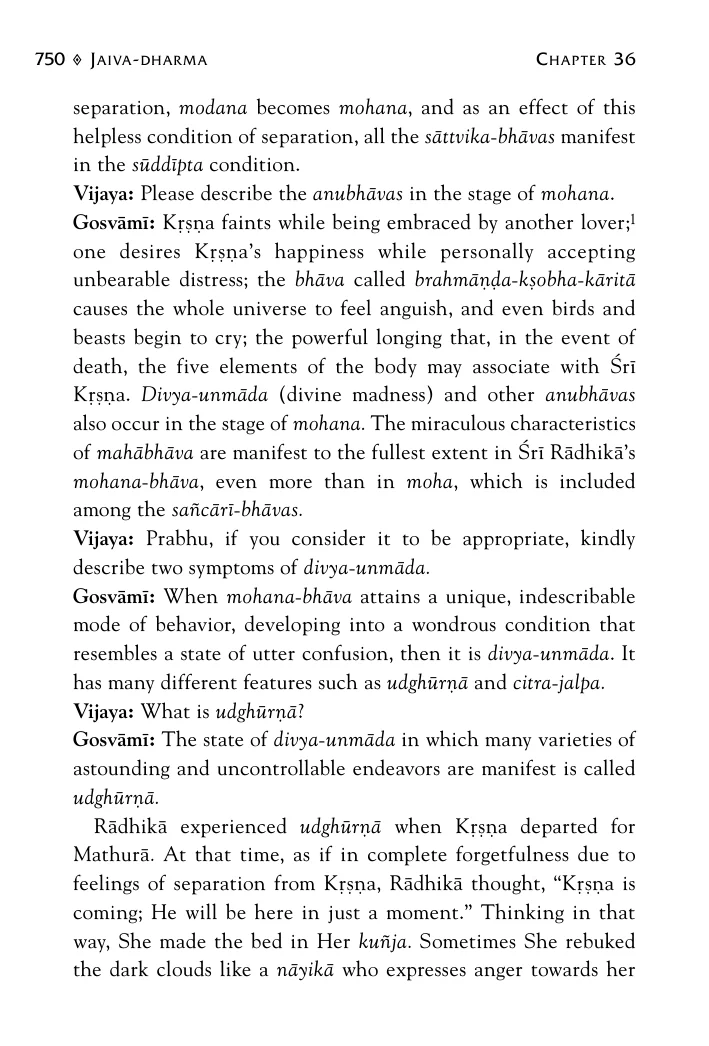 750 ◊ Jaiva-dharma Chapter 36
separation, modana becomes mohana, and as an effect of this
helpless condition of separation, all the sāttvika-bhāvas manifest
in the sūddīpta condition.
Vijaya: Please describe the anubhāvas in the stage of mohana.
Gosvāmī: Kṛṣṇa faints while being embraced by another lover;¹
one desires Kṛṣṇa’s happiness while personally accepting
unbearable distress; the bhāva called brahmāṇḍa-kṣobha-kāritā
causes the whole universe to feel anguish, and even birds and
beasts begin to cry; the powerful longing that, in the event of
death, the five elements of the body may associate with Śrī
Kṛṣṇa. Divya-unmāda (divine madness) and other anubhāvas
also occur in the stage of mohana. The miraculous characteristics
of mahābhāva are manifest to the fullest extent in Śrī Rādhikā’s
mohana-bhāva, even more than in moha, which is included
among the sañcārī-bhāvas.
Vijaya: Prabhu, if you consider it to be appropriate, kindly
describe two symptoms of divya-unmāda.
Gosvāmī: When mohana-bhāva attains a unique, indescribable
mode of behavior, developing into a wondrous condition that
resembles a state of utter confusion, then it is divya-unmāda. It
has many different features such as udghūrṇā and citra-jalpa.
Vijaya: What is udghūrṇā?
Gosvāmī: The state of divya-unmāda in which many varieties of
astounding and uncontrollable endeavors are manifest is called
udghūrṇā.
Rādhikā experienced udghūrṇā when Kṛṣṇa departed for
Mathurā. At that time, as if in complete forgetfulness due to
feelings of separation from Kṛṣṇa, Rādhikā thought, “Kṛṣṇa is
coming; He will be here in just a moment.” Thinking in that
way, She made the bed in Her kuñja. Sometimes She rebuked
the dark clouds like a nāyikā who expresses anger towards her